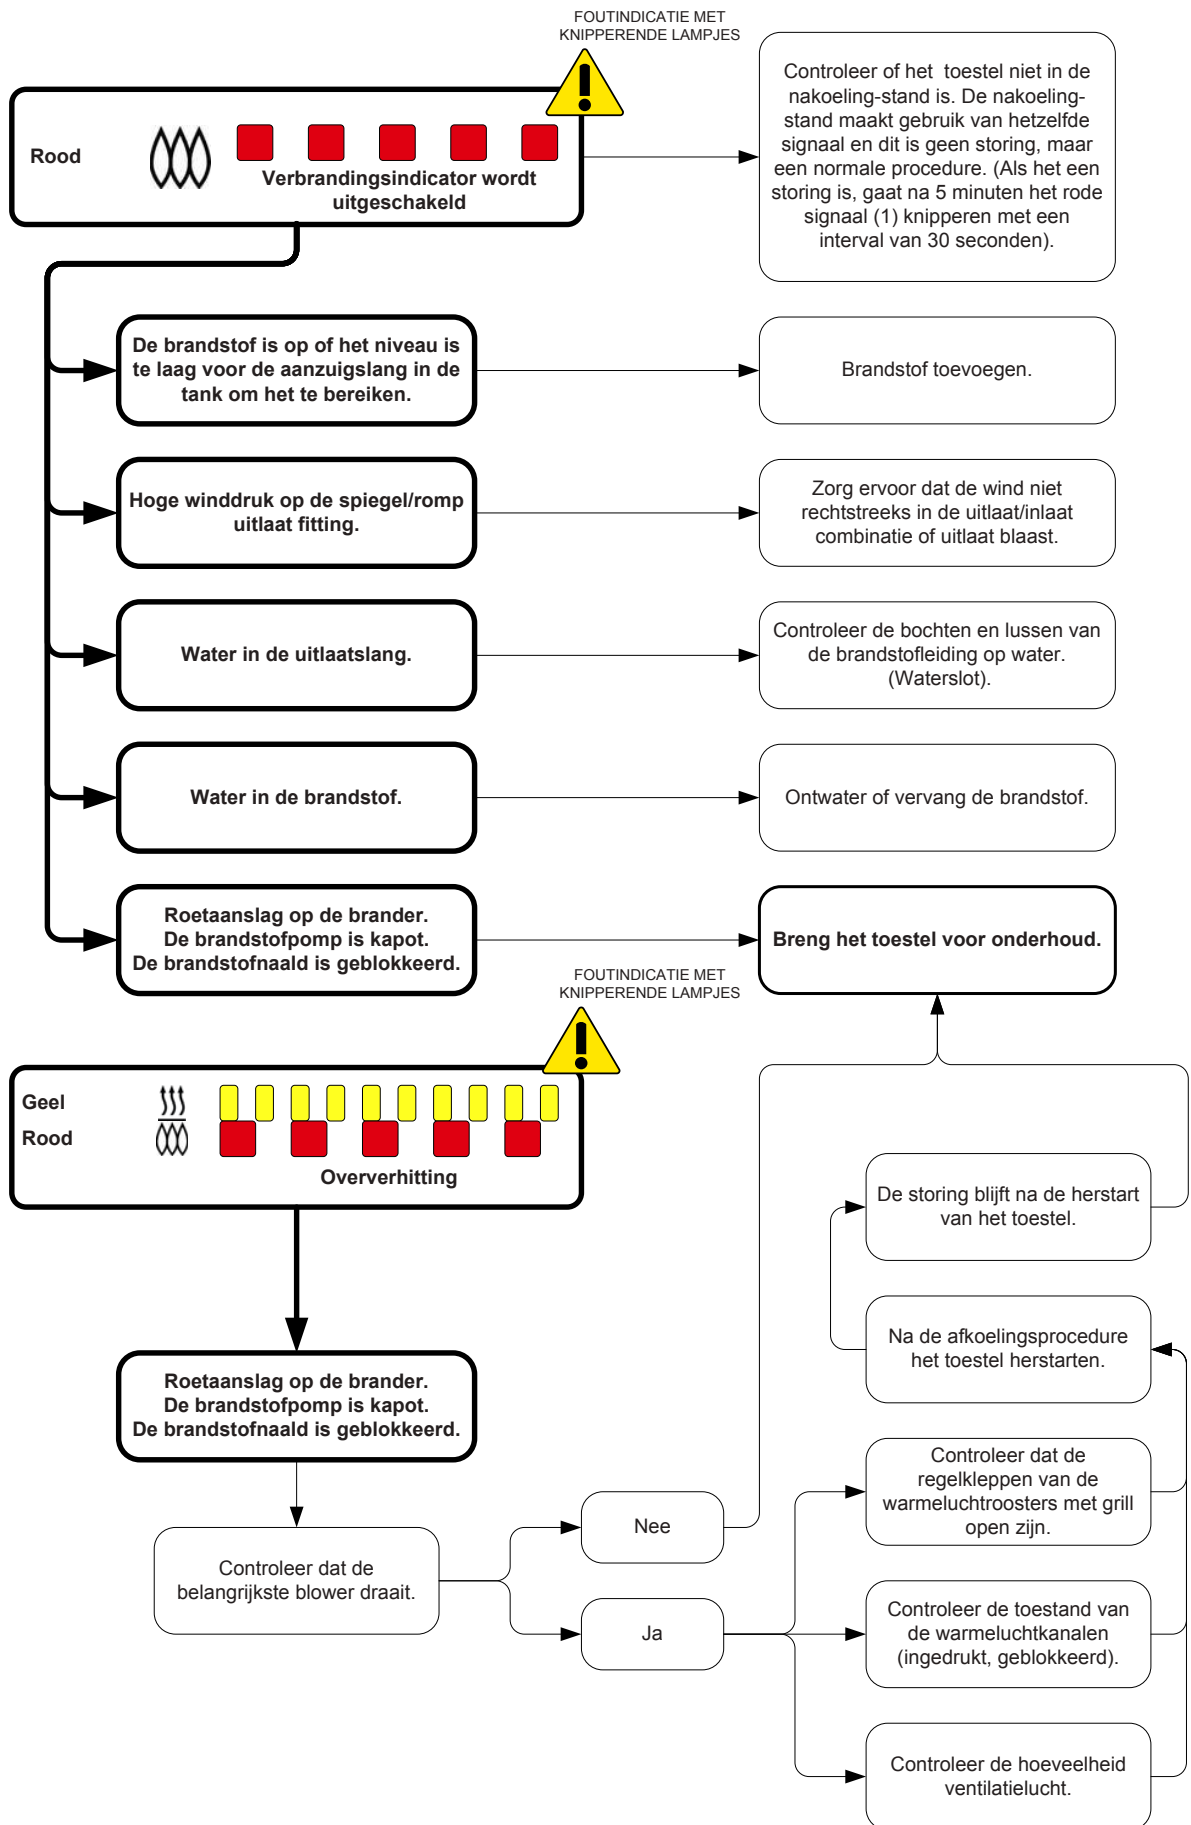 FOUTINDICATIE MET
KNIPPERENDE LAMPJES
Rood
Verbrandingsindicator wordt
uitgeschakeld
Controleer of het toestel niet in de
nakoeling-stand is. De nakoeling-
stand maakt gebruik van hetzelfde
signaal en dit is geen storing, maar
een normale procedure. (Als het een
storing is, gaat na 5 minuten het rode
signaal (1) knipperen met een
interval van 30 seconden).
De brandstof is op of het niveau is
te laag voor de aanzuigslang in de
tank om het te bereiken.
Brandstof toevoegen.
Hoge winddruk op de spiegel/romp
uitlaat fitting.
Zorg ervoor dat de wind niet
rechtstreeks in de uitlaat/inlaat
combinatie of uitlaat blaast.
Water in de uitlaatslang.
Controleer de bochten en lussen van
de brandstofleiding op water.
(Waterslot).
Water in de brandstof.
Ontwater of vervang de brandstof.
Roetaanslag op de brander.
De brandstofpomp is kapot.
De brandstofnaald is geblokkeerd.
Breng het toestel voor onderhoud.
FOUTINDICATIE MET
KNIPPERENDE LAMPJES
Geel
Rood
Oververhitting
De storing blijft na de herstart
van het toestel.
Na de afkoelingsprocedure
het toestel herstarten.
Roetaanslag op de brander.
De brandstofpomp is kapot.
De brandstofnaald is geblokkeerd.
Controleer dat de
belangrijkste blower draait.
Nee
Ja
Controleer dat de
regelkleppen van de
warmeluchtroosters met grill
open zijn.
Controleer de toestand van
de warmeluchtkanalen
(ingedrukt, geblokkeerd).
Controleer de hoeveelheid
ventilatielucht.